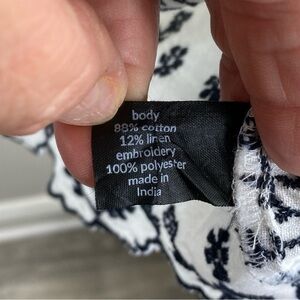 body
88% cotton
12% linen
embroidery
100% polyester
made in
India